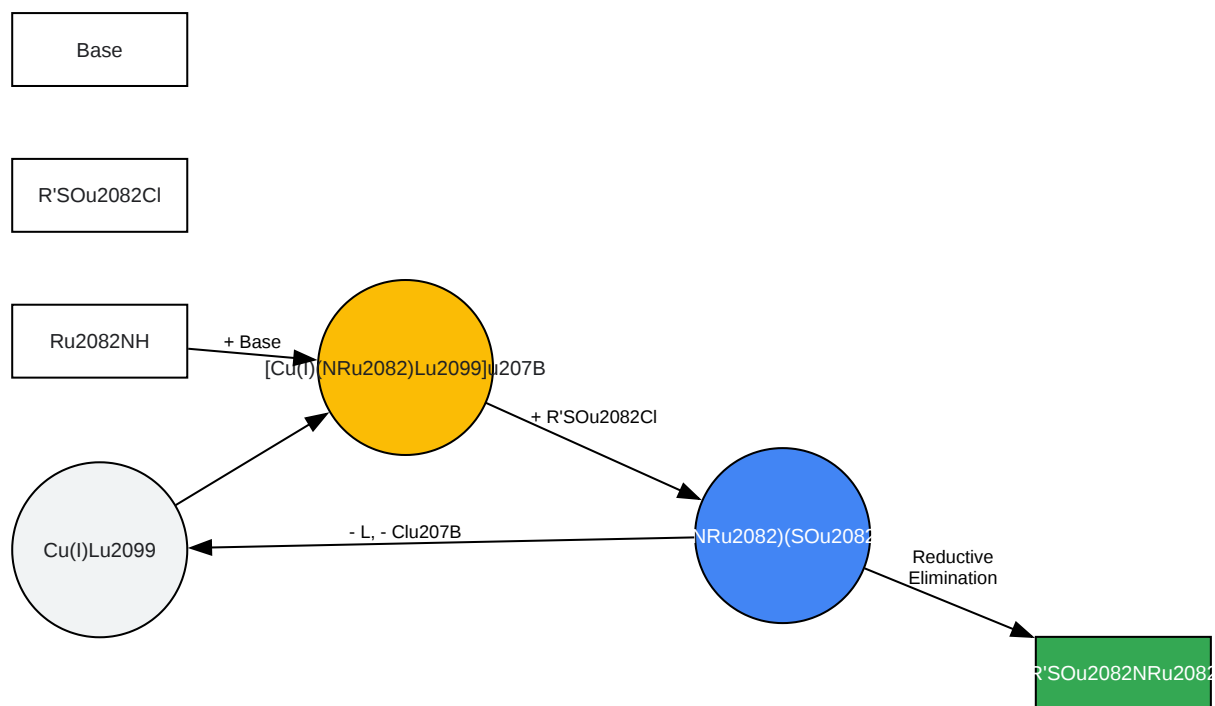 Base
R'SOu2082Cl
Ru2082NH
+ Base
[Cu(I)(NRu2082)Lu2099]u207B
+ R'SOu2082Cl
Cu(I)Lu2099
- L, - Clu207B
NRu2082)(SOu2082
Reductive
Elimination
R'SOu2082NRu2082